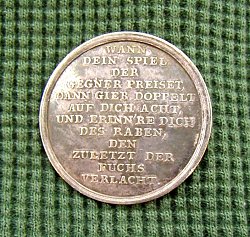 WANN
DEIN SPIEL
DER
GEGNER PREISET,
DANN GIEB DOPPELT
AUF DICH ACHT,
UND ERINN'RE DICH
DES RABEN,
DEN
ZULETZT DER
FUCHS
VERLACHT.